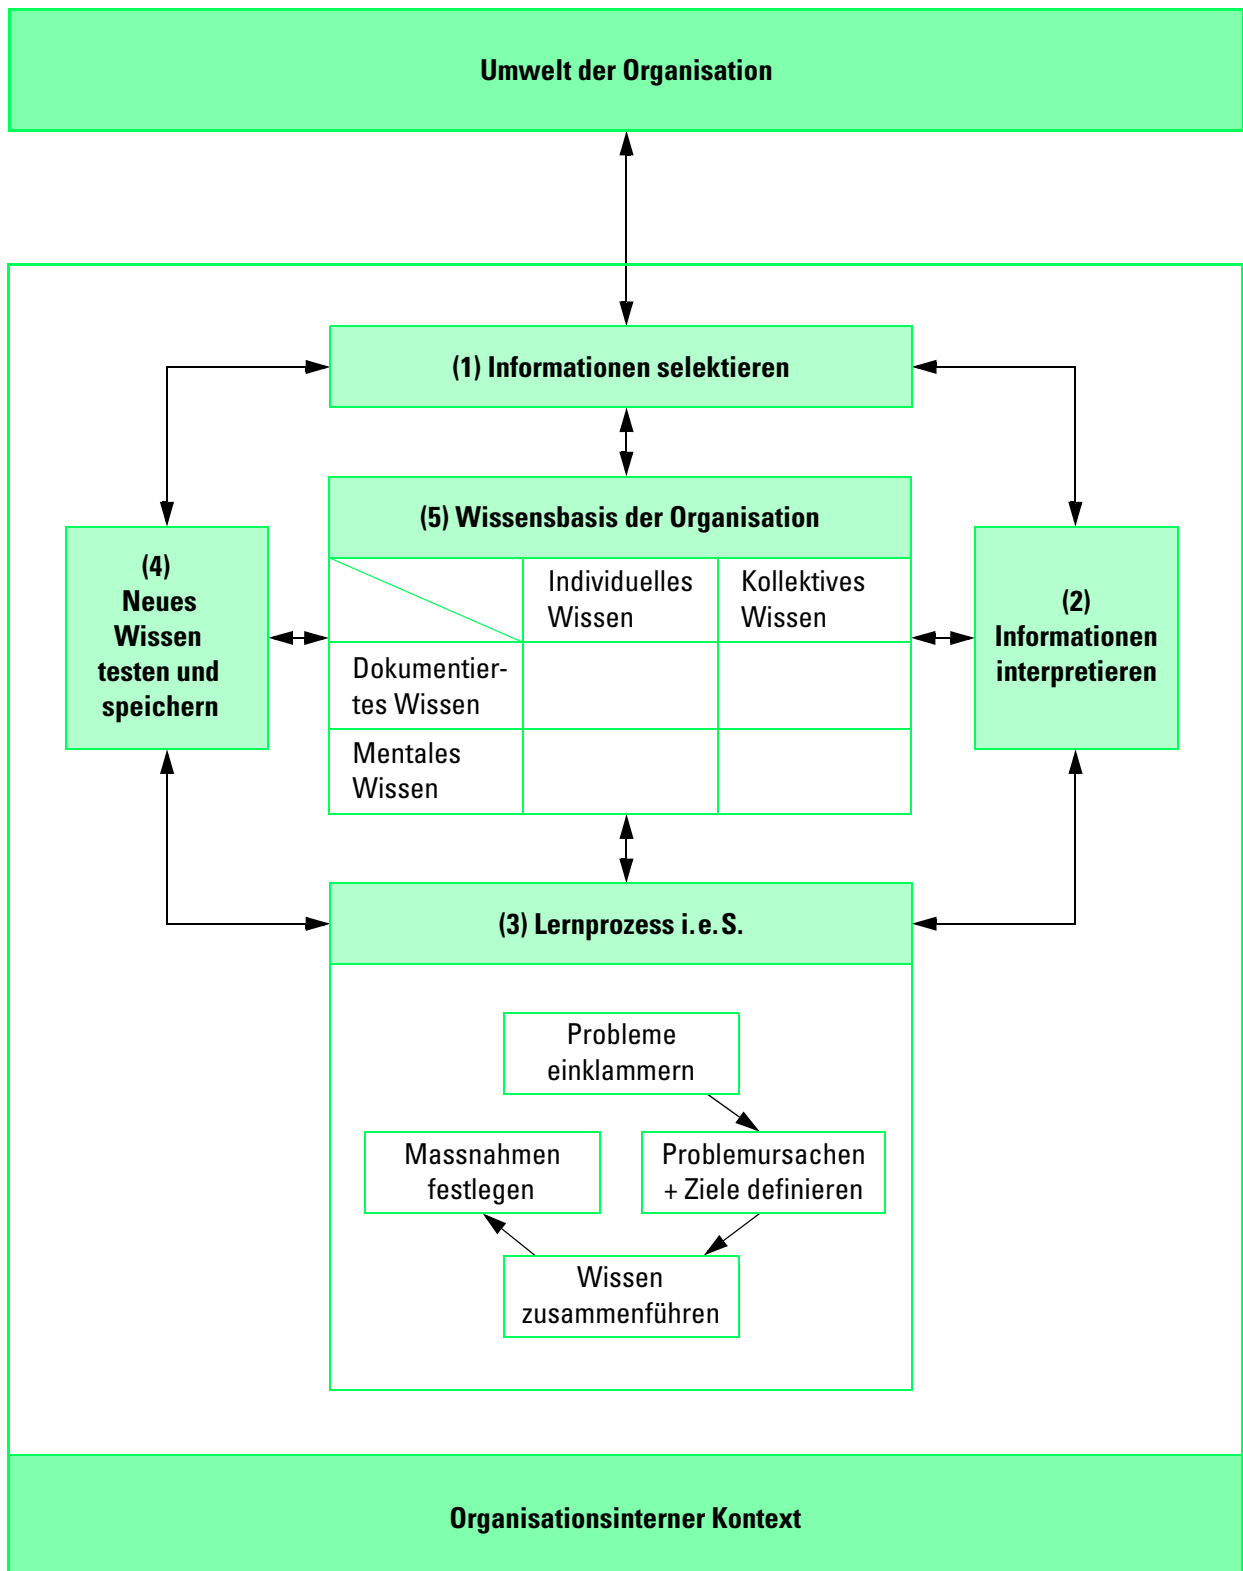 Umwelt der Organisation
(1) Informationen selektieren
(5) Wissensbasis der Organisation
Individuelles
Wissen
Kollektives
Wissen
Dokumentier-
tes Wissen
Mentales
Wissen
(4)
Neues
Wissen
testen und
speichern
(2)
Informationen
interpretieren
(3) Lernprozess i.e.S.
Probleme
einklammern
Massnahmen
festlegen
Problemursachen
+ Ziele definieren
Wissen
zusammenführen
Organisationsinterner Kontext